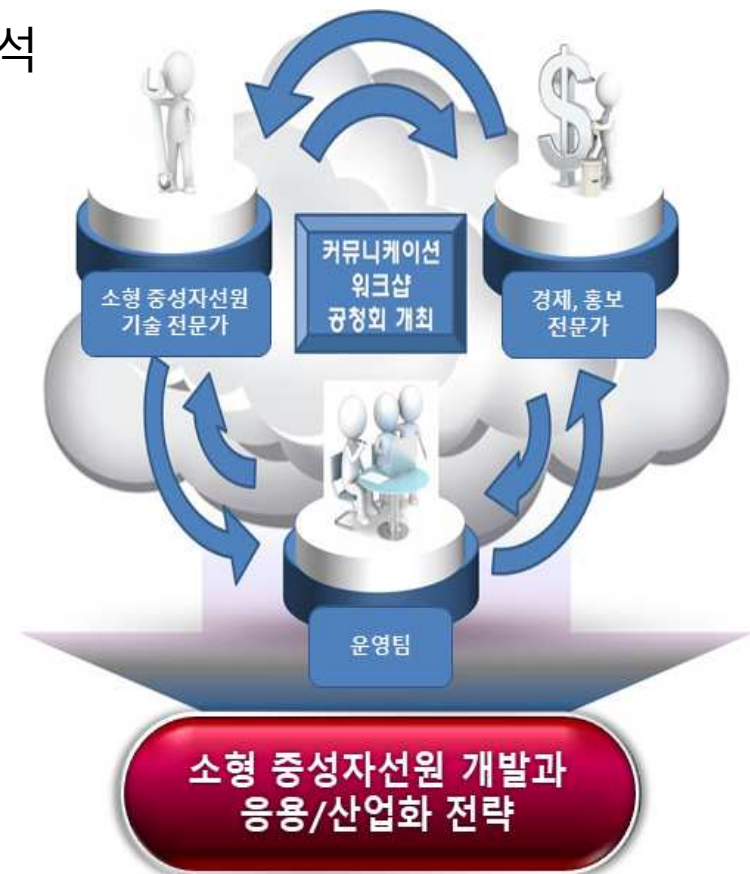 석
커뮤니케이션
워크샵
공청회 개최
소형 중성자선원
기술 전문가
경제, 홍보
전문가
운영팀
소형 중성자선원 개발과
응용/산업화 전략